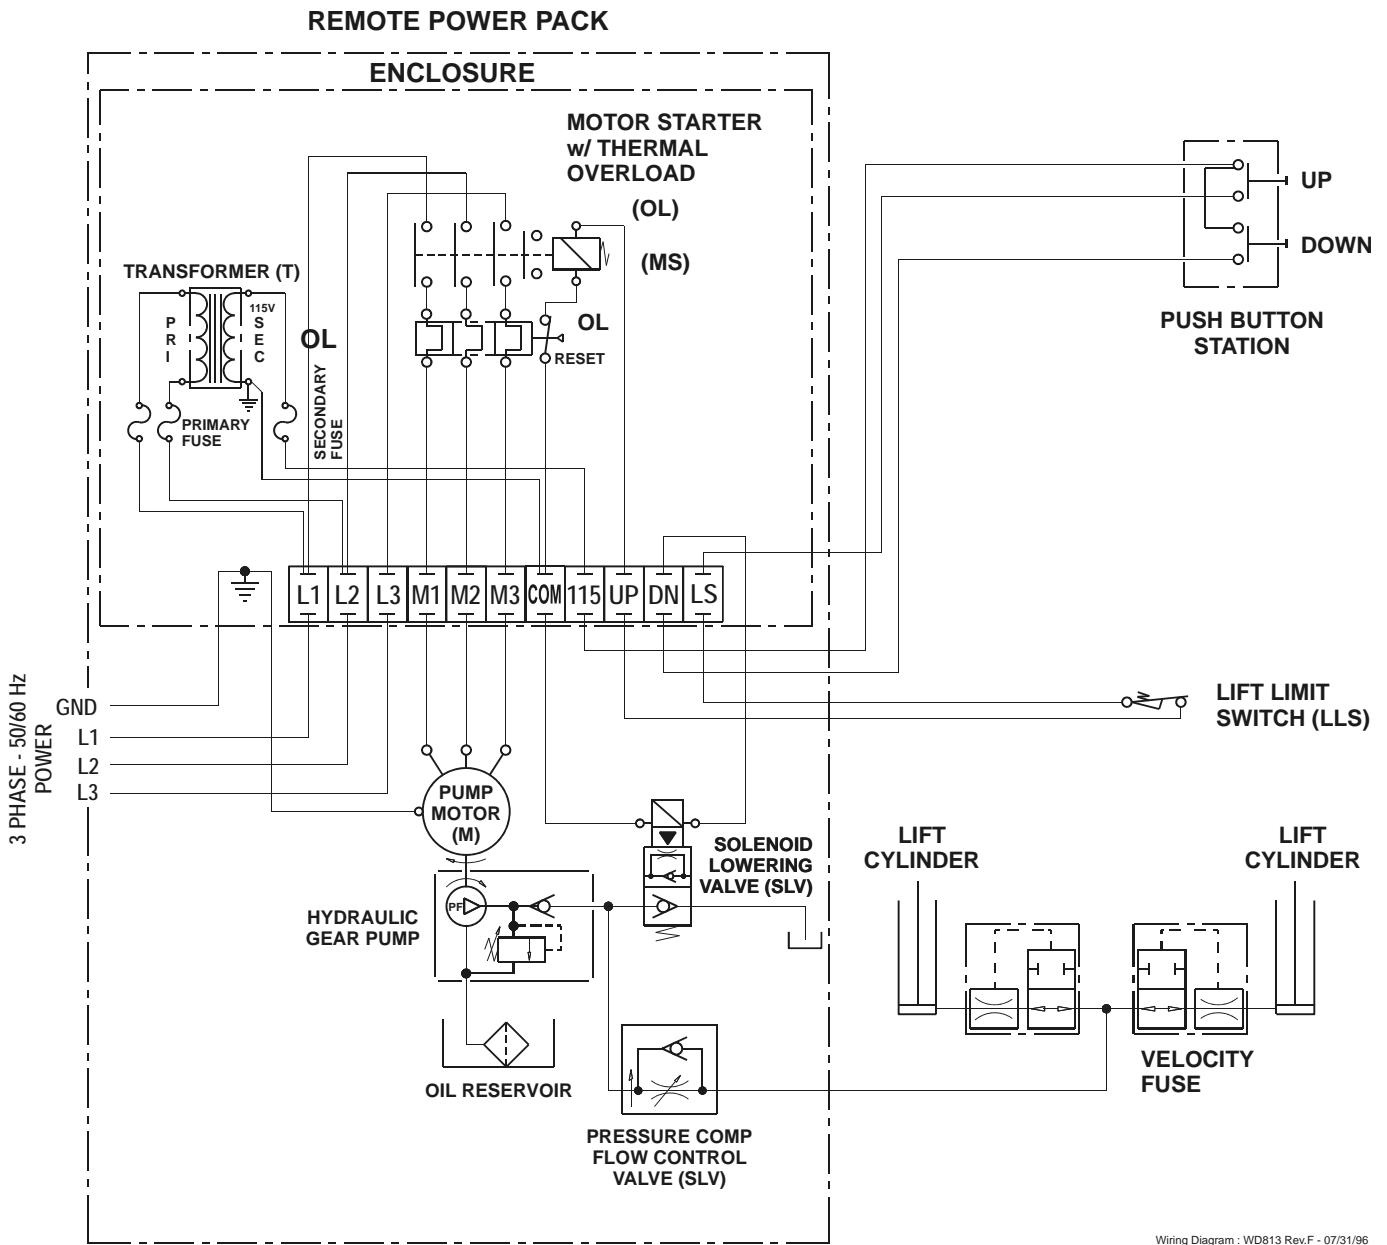 REMOTE POWER PACK
ENCLOSURE
MOTOR STARTER
w/ THERMAL
OVERLOAD
(OL)
(MS)
UP
DOWN
PUSH BUTTON
STATION
TRANSFORMER (T)
PRI
115V
SEC
OL
OL
RESET
PRIMARY
FUSE
SECONDARY
FUSE
L1 L2 L3 M1 M2 M3 COM 115 UP DN LS
3 PHASE - 50/60 Hz
POWER
GND
L1
L2
L3
LIFT LIMIT
SWITCH (LLS)
PUMP
MOTOR
(M)
SOLENOID
LOWERING
VALVE (SLV)
LIFT
CYLINDER
LIFT
CYLINDER
PF
HYDRAULIC
GEAR PUMP
OIL RESERVOIR
VELOCITY
FUSE
PRESSURE COMP
FLOW CONTROL
VALVE (SLV)
Wiring Diagram : WD813 Rev.F - 07/31/96